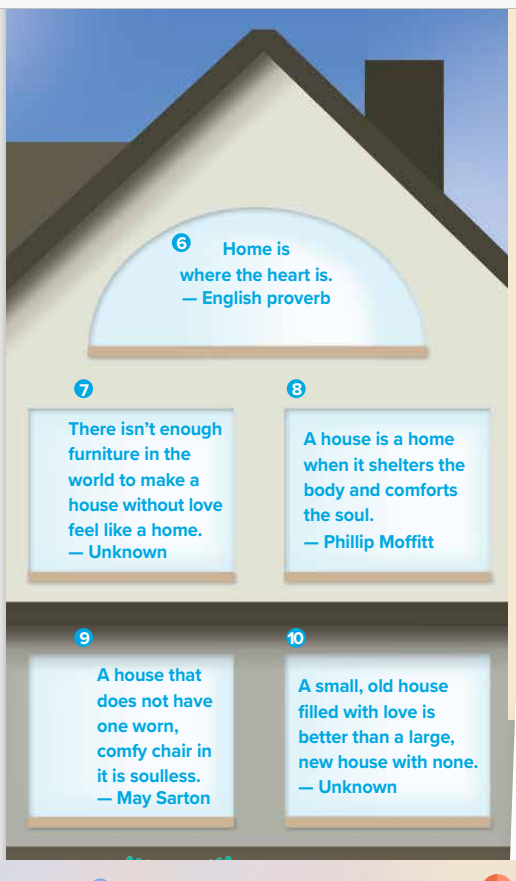 6 Home is
where the heart is.
— English proverb
7
There isn’t enough
furniture in the
world to make a
house without love
feel like a home.
— Unknown
8
A house is a home
when it shelters the
body and comforts
the soul.
— Phillip Moffitt
9
A house that
does not have
one worn,
comfy chair in
it is soulless.
— May Sarton
10
A small, old house
filled with love is
better than a large,
new house with none.
— Unknown